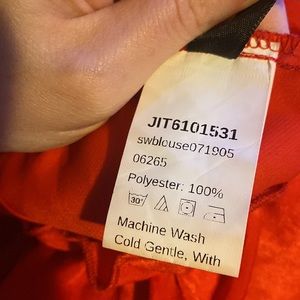 JIT6101531
swblouse071905
06265
Polyester: 100%
30°
Machine Wash
Cold Gentle, With